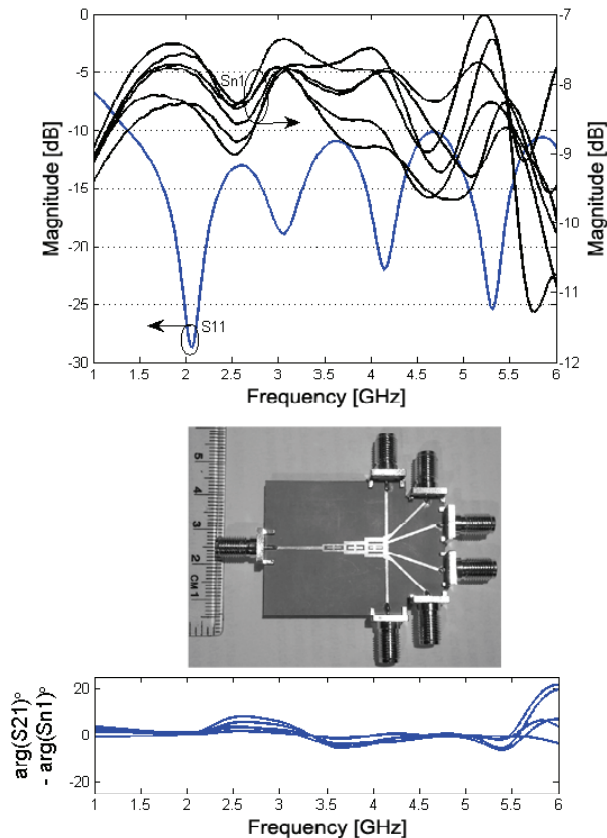 0
-5
-10
-15
-20
-25
-30
Magnitude [dB]
-7
-8
-9
-10
-11
-12
Magnitude [dB]
Sn1
S11
1 1.5 2 2.5 3 3.5 4 4.5 5 5.5 6
Frequency [GHz]
5
4
3
2
CM 1
20
0
-20
arg(S21)°
- arg(Sn1)°
1 1.5 2 2.5 3 3.5 4 4.5 5 5.5 6
Frequency [GHz]